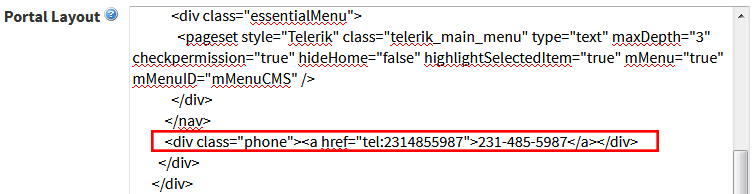 Portal Layout
<div class="essentialMenu">
<pageset style="Telerik" class="telerik_main_menu" type="text" maxDepth="3"
checkpermission="true" hideHome="false" highlightSelectedItem="true" mMenu="true"
mMenuID="mMenuCMS" />
</div>
</nav>
<div class="phone"><a href="tel:2314855987">231-485-5987</a></div>
</div>
</div>